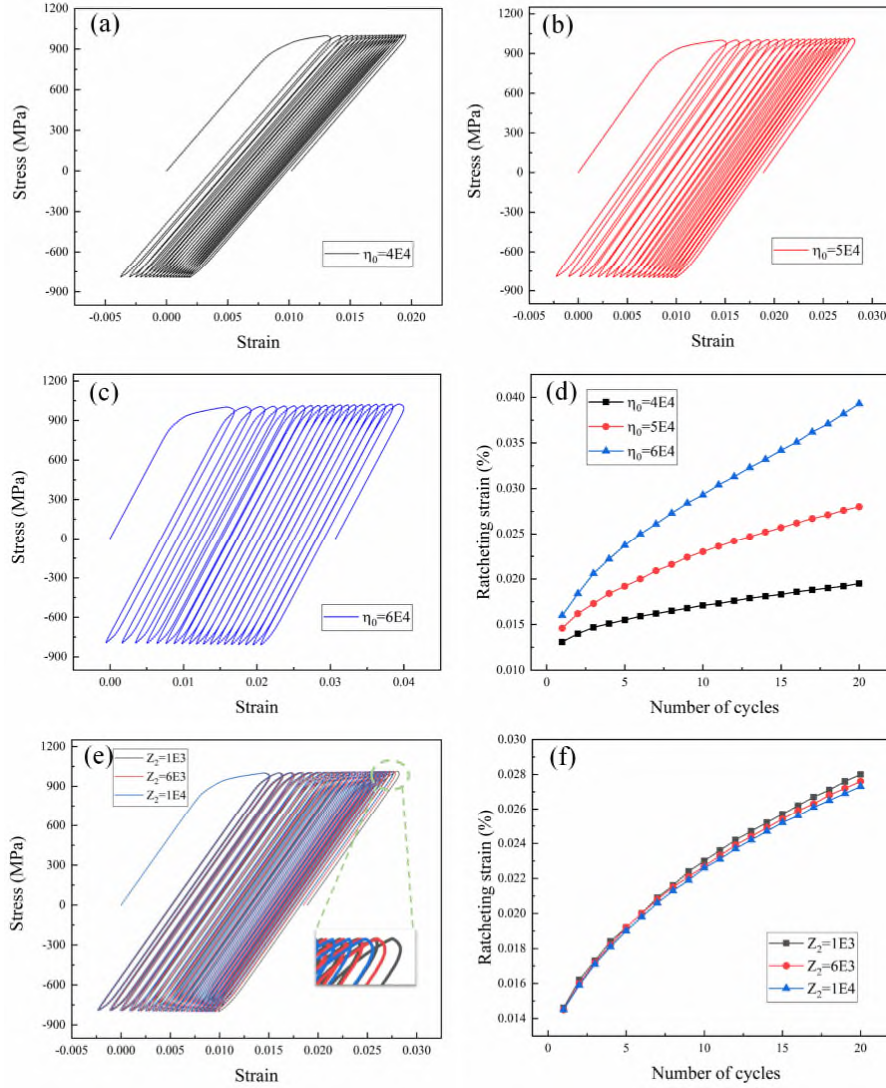 (a)
1200
900
600
300
0
-300
-600
-900
Stress (MPa)
η₀=4E4
-0.005 0.000 0.005 0.010 0.015 0.020
Strain
(b)
1200
900
600
300
0
-300
-600
-900
Stress (MPa)
η₀=5E4
-0.005 0.000 0.005 0.010 0.015 0.020 0.025 0.030
Strain
(c)
1200
900
600
300
0
-300
-600
-900
Stress (MPa)
η₀=6E4
0.00 0.01 0.02 0.03 0.04
Strain
(d)
η₀=4E4
η₀=5E4
η₀=6E4
0.040
0.035
0.030
0.025
0.020
0.015
0.010
Ratcheting strain (%)
0 5 10 15 20
Number of cycles
(e)
Z₂=1E3
Z₂=6E3
Z₂=1E4
1200
900
600
300
0
-300
-600
-900
Stress (MPa)
-0.005 0.000 0.005 0.010 0.015 0.020 0.025 0.030
Strain
(f)
0.030
0.028
0.026
0.024
0.022
0.020
0.018
0.016
0.014
Ratcheting strain (%)
Z₂=1E3
Z₂=6E3
Z₂=1E4
0 5 10 15 20
Number of cycles